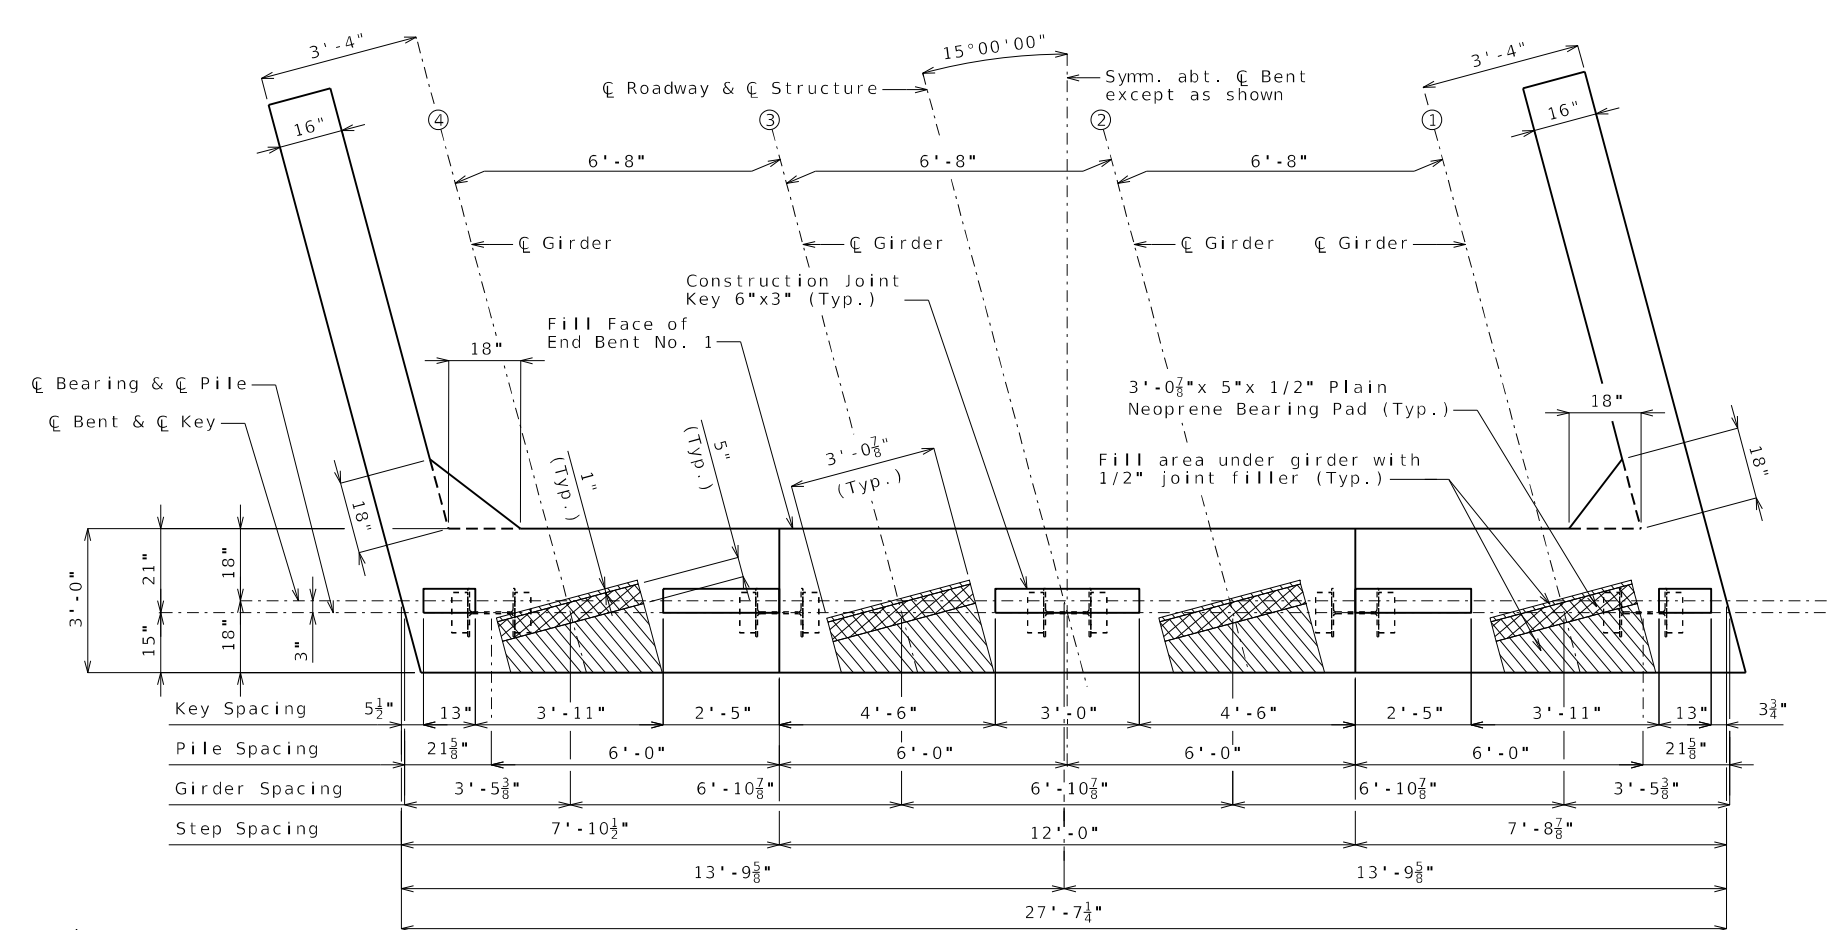 3'-4"
15°00'00"
3'-4"
℄ Roadway & ℄ Structure
Symm. abt. ℄ Bent
except as shown
16"
4
3
2
1
16"
6'-8"
6'-8"
6'-8"
℄ Girder
℄ Girder
℄ Girder
℄ Girder
Construction Joint
Key 6"x3" (Typ.)
Fill Face of
End Bent No. 1
18"
℄ Bearing & ℄ Pile
℄ Bent & ℄ Key
3'-0⅞"x 5"x 1/2" Plain
Neoprene Bearing Pad (Typ.)
18"
Fill area under girder with
1/2" joint filler (Typ.)
18"
18"
1"
(Typ.)
5"
(Typ.)
3'-0⅞"
(Typ.)
3'-0"
21"
15"
18"
18"
3"
Key Spacing 5½" 13" 3'-11" 2'-5" 4'-6" 3'-0" 4'-6" 2'-5" 3'-11" 13" 3¾"
Pile Spacing 21⅝" 6'-0" 6'-0" 6'-0" 6'-0" 21⅝"
Girder Spacing 3'-5⅜" 6'-10⅞" 6'-10⅞" 6'-10⅞" 3'-5⅜"
Step Spacing 7'-10½" 12'-0" 7'-8⅞"
13'-9⅝" 13'-9⅝"
27'-7¼"